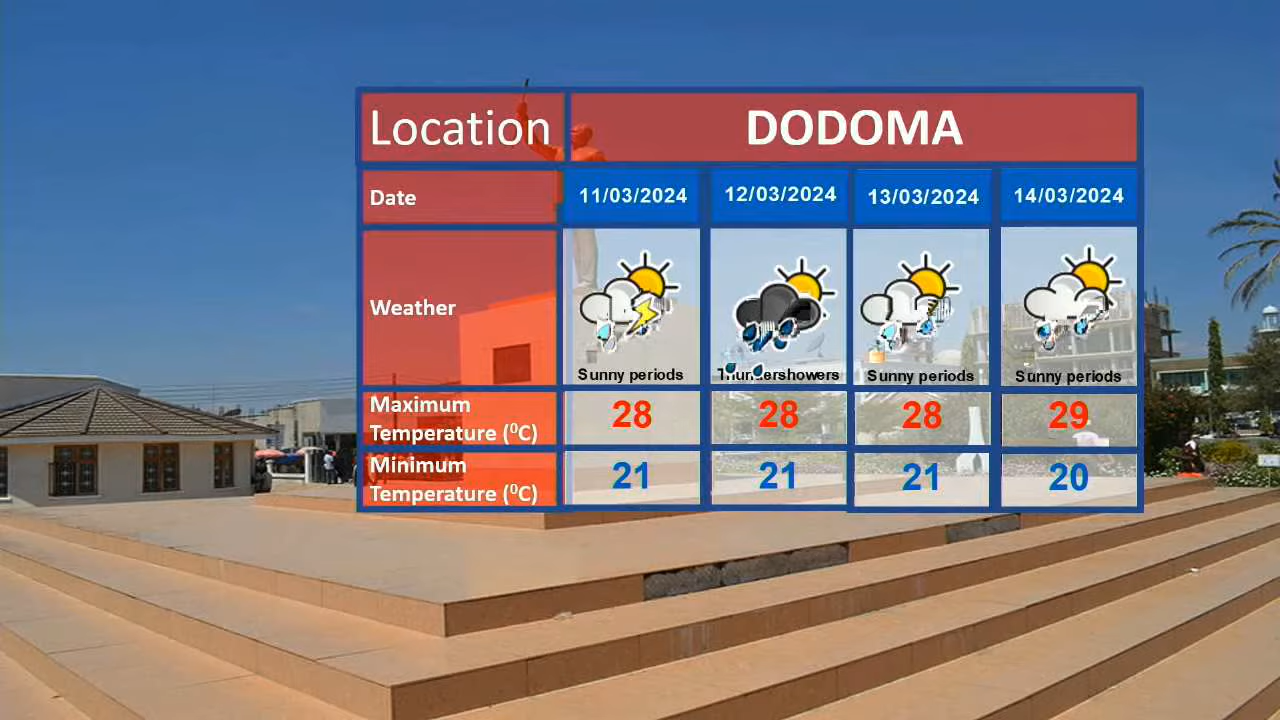 Location DODOMA
Date 11/03/2024 12/03/2024 13/03/2024 14/03/2024
Weather
Sunny periods Thundershowers Sunny periods Sunny periods
Maximum
Temperature (⁰C) 28 28 28 29
Minimum
Temperature (⁰C) 21 21 21 20